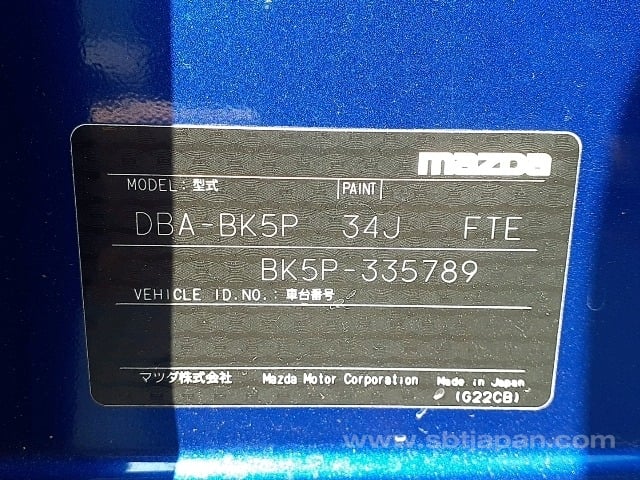 mazda
MODEL: 型式 PAINT
DBA-BK5P 34J FTE
BK5P-335789
VEHICLE ID.NO.: 車台番号
マツダ株式会社 Mazda Motor Corporation Made in Japan
(G22CB)
www.sbtjapan.com